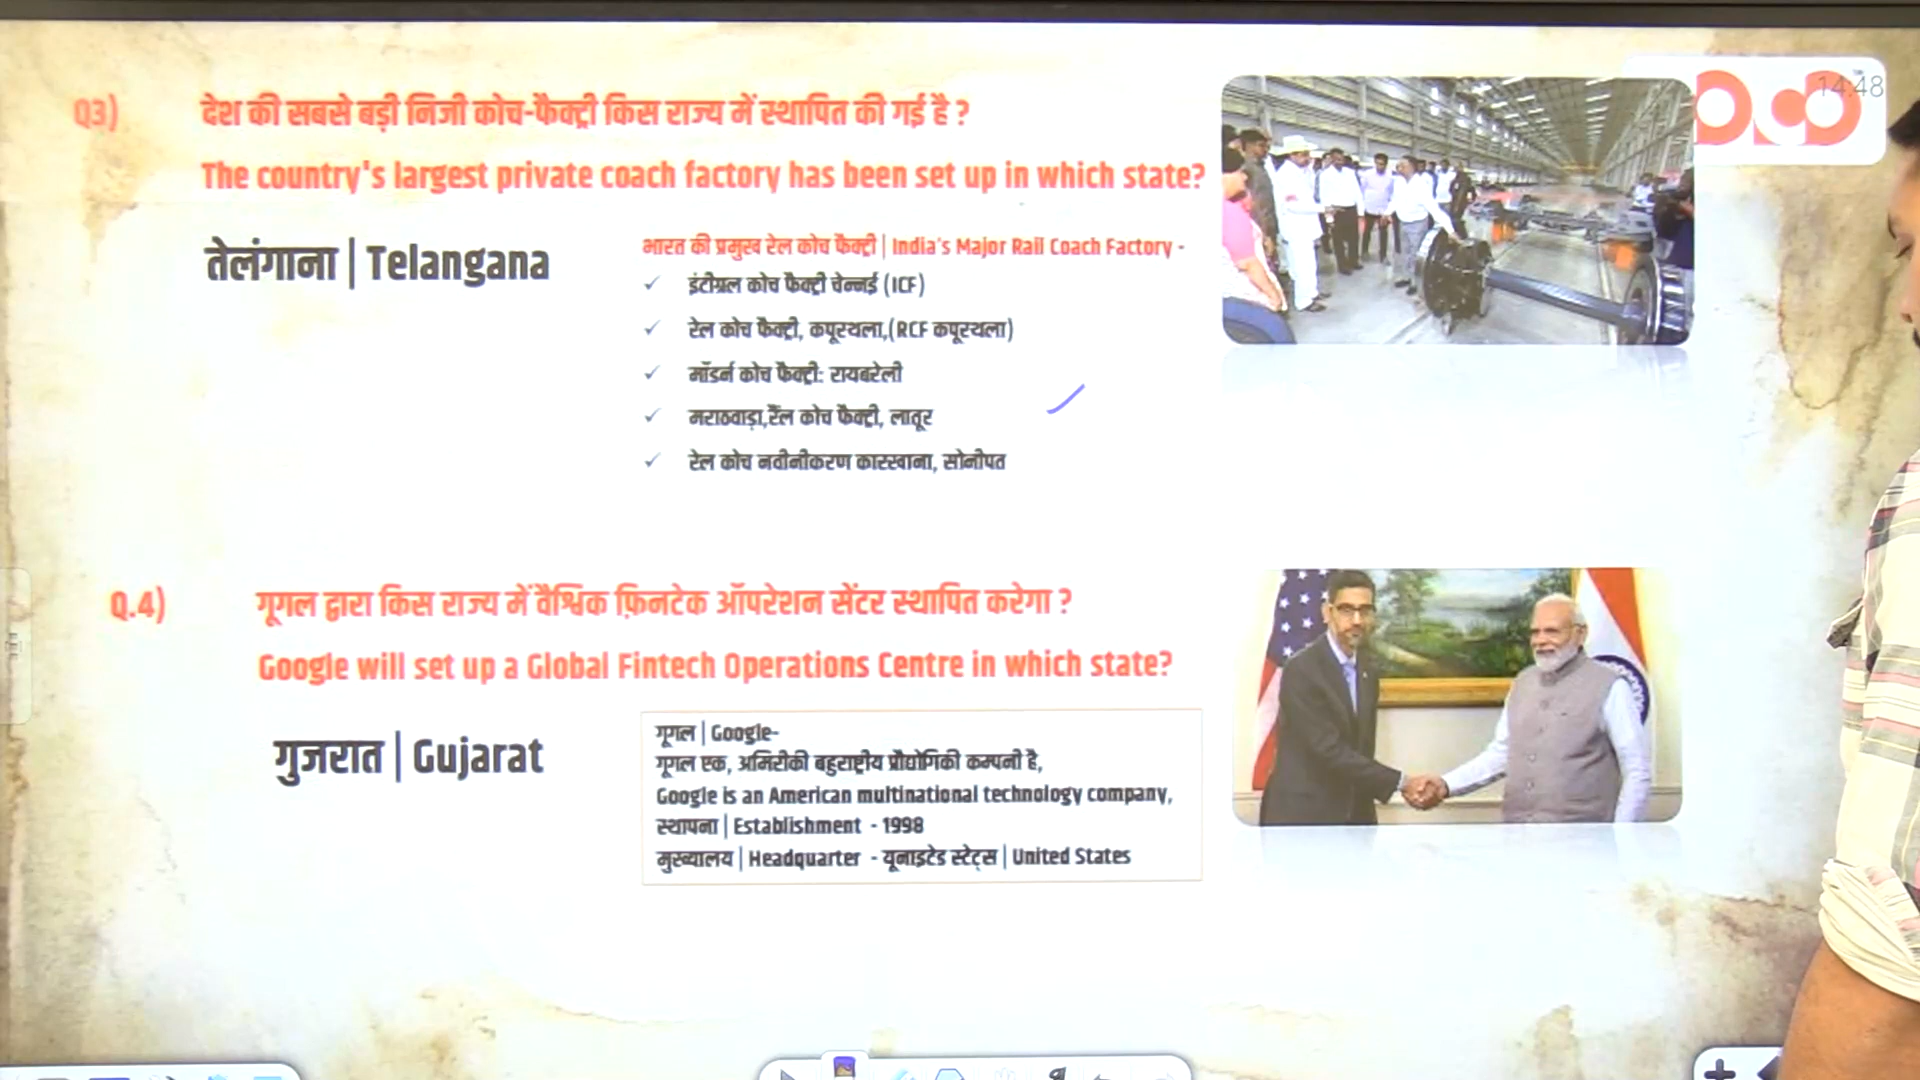 14:48
Q3) देश की सबसे बड़ी निजी कोच-फैक्ट्री किस राज्य में स्थापित की गई है ?
The country's largest private coach factory has been set up in which state?
तेलंगाना | Telangana
भारत की प्रमुख रेल कोच फैक्ट्री | India's Major Rail Coach Factory -
✓ इंटीग्रल कोच फैक्ट्री चेन्नई (ICF)
✓ रेल कोच फैक्ट्री, कपूरथला,(RCF कपूरथला)
✓ मॉडर्न कोच फैक्ट्री: रायबरेली
✓ मराठवाड़ा,रैल कोच फैक्ट्री, लातूर
✓ रेल कोच नवीनीकरण कारखाना, सोनीपत
Q.4) गूगल द्वारा किस राज्य में वैश्विक फ़िनटेक ऑपरेशन सेंटर स्थापित करेगा ?
Google will set up a Global Fintech Operations Centre in which state?
गुजरात | Gujarat
गूगल | Google-
गूगल एक, अमिरीकी बहुराष्ट्रीय प्रौद्योगिकी कम्पनी है,
Google is an American multinational technology company,
स्थापना | Establishment - 1998
मुख्यालय | Headquarter - यूनाइटेड स्टेट्स | United States